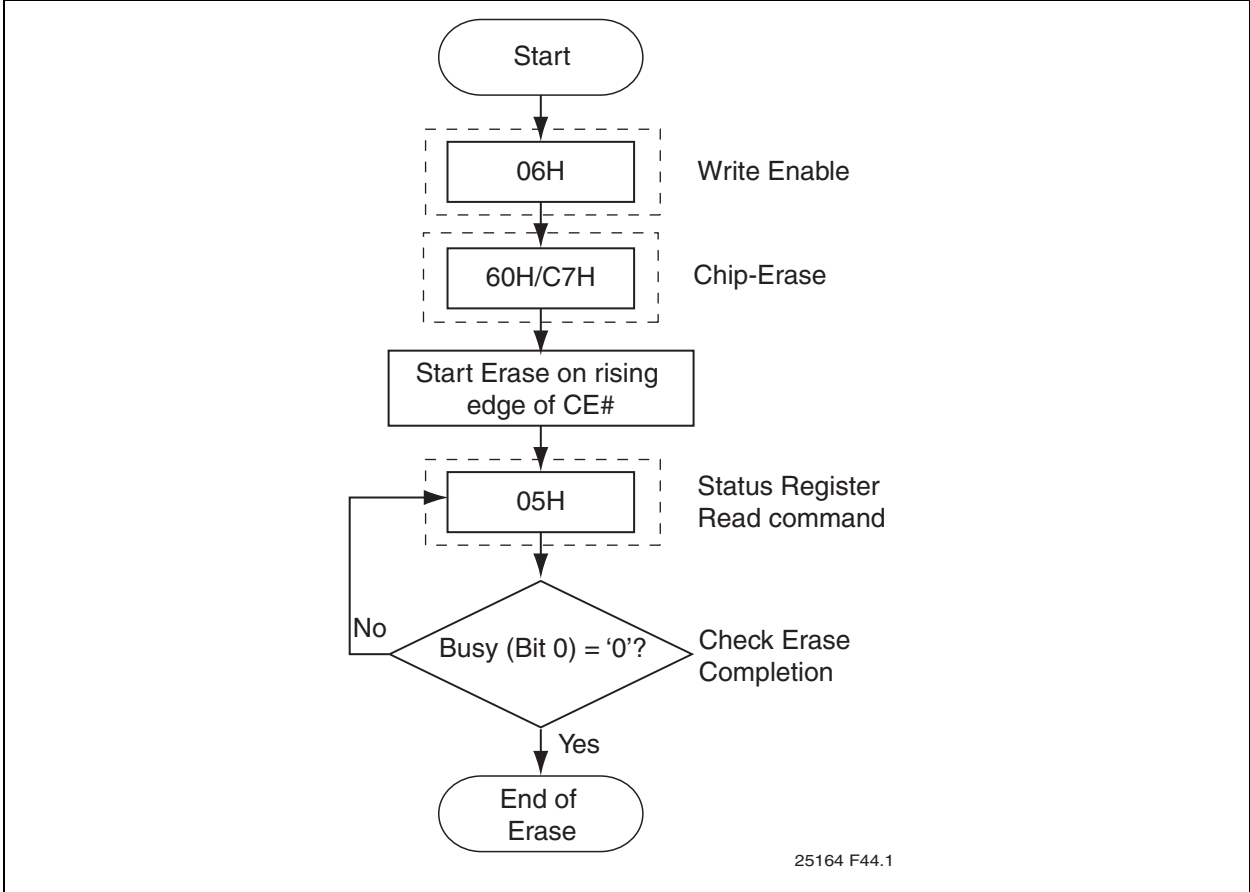 Start
06H
Write Enable
60H/C7H
Chip-Erase
Start Erase on rising
edge of CE#
05H
Status Register
Read command
No
Busy (Bit 0) = ‘0’?
Check Erase
Completion
Yes
End of
Erase
25164 F44.1